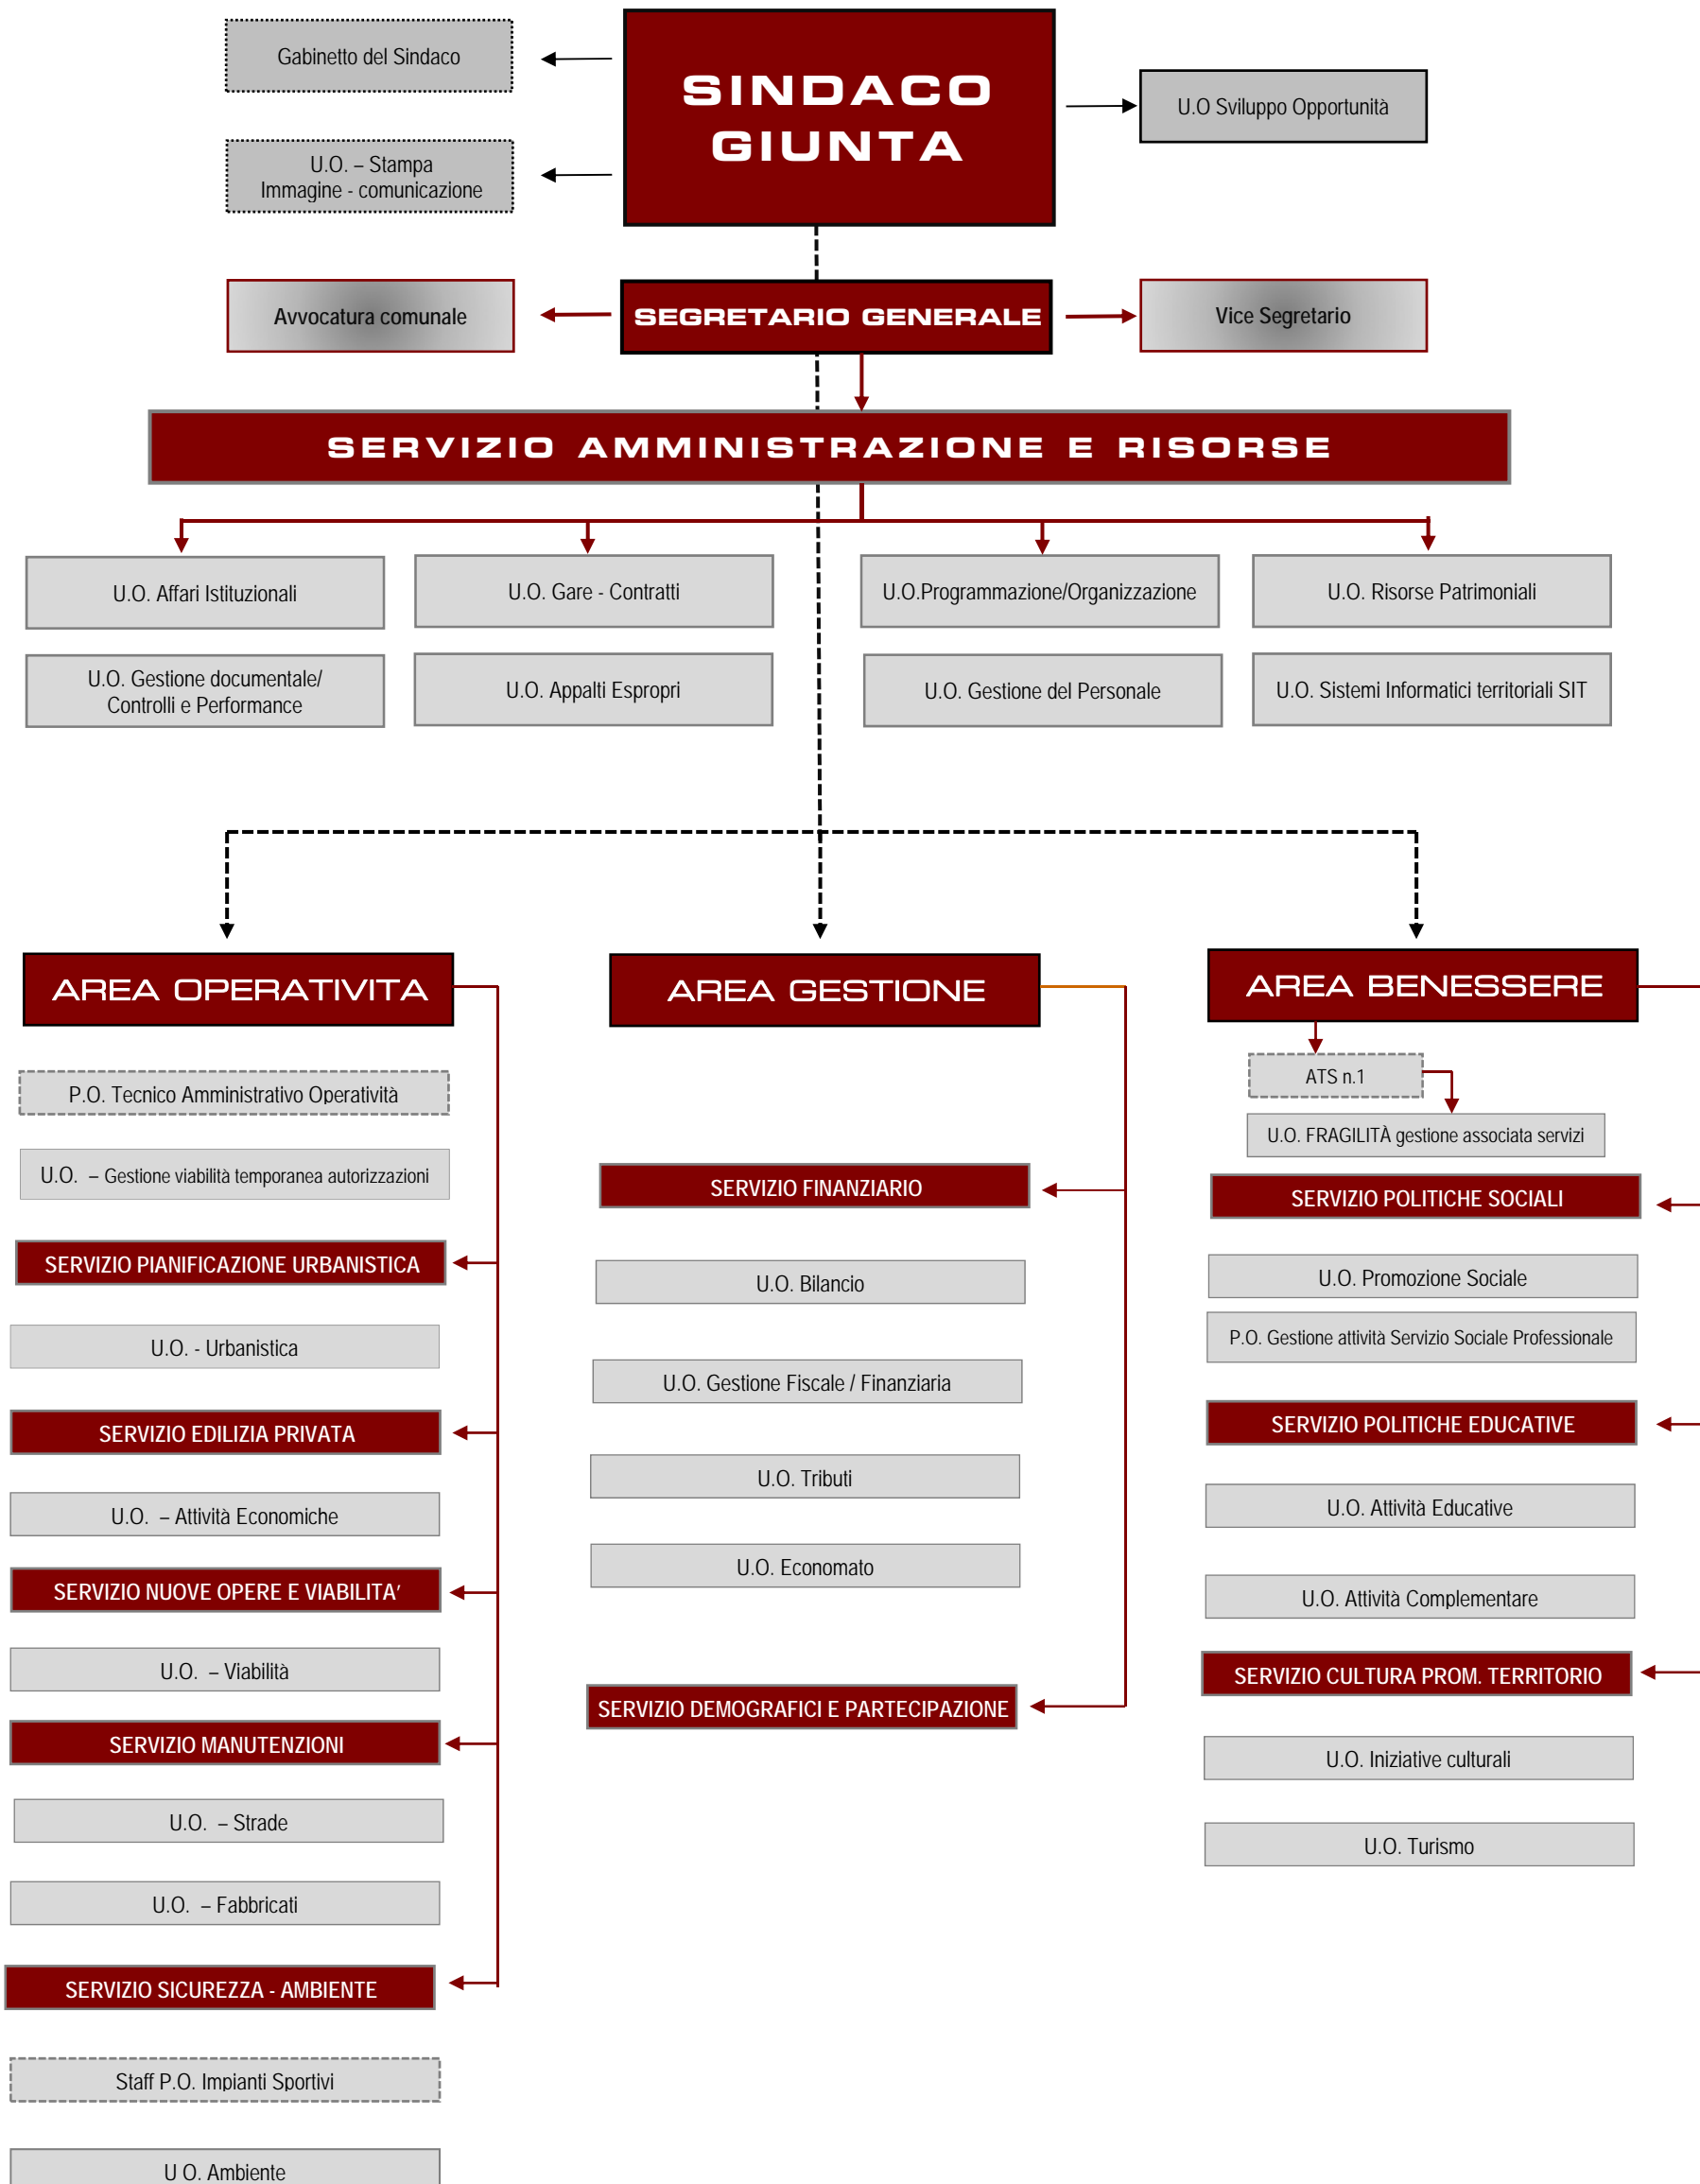 Gabinetto del Sindaco
SINDACO
GIUNTA
U.O Sviluppo Opportunità
U.O. – Stampa
Immagine - comunicazione
Avvocatura comunale
SEGRETARIO GENERALE
Vice Segretario
SERVIZIO AMMINISTRAZIONE E RISORSE
U.O. Affari Istituzionali
U.O. Gare - Contratti
U.O.Programmazione/Organizzazione
U.O. Risorse Patrimoniali
U.O. Gestione documentale/
Controlli e Performance
U.O. Appalti Espropri
U.O. Gestione del Personale
U.O. Sistemi Informatici territoriali SIT
AREA OPERATIVITA
P.O. Tecnico Amministrativo Operatività
U.O. – Gestione viabilità temporanea autorizzazioni
SERVIZIO PIANIFICAZIONE URBANISTICA
U.O. - Urbanistica
SERVIZIO EDILIZIA PRIVATA
U.O. – Attività Economiche
SERVIZIO NUOVE OPERE E VIABILITA'
U.O. – Viabilità
SERVIZIO MANUTENZIONI
U.O. – Strade
U.O. – Fabbricati
SERVIZIO SICUREZZA - AMBIENTE
Staff P.O. Impianti Sportivi
U O. Ambiente
AREA GESTIONE
SERVIZIO FINANZIARIO
U.O. Bilancio
U.O. Gestione Fiscale / Finanziaria
U.O. Tributi
U.O. Economato
SERVIZIO DEMOGRAFICI E PARTECIPAZIONE
AREA BENESSERE
ATS n.1
U.O. FRAGILITÀ gestione associata servizi
SERVIZIO POLITICHE SOCIALI
U.O. Promozione Sociale
P.O. Gestione attività Servizio Sociale Professionale
SERVIZIO POLITICHE EDUCATIVE
U.O. Attività Educative
U.O. Attività Complementare
SERVIZIO CULTURA PROM. TERRITORIO
U.O. Iniziative culturali
U.O. Turismo